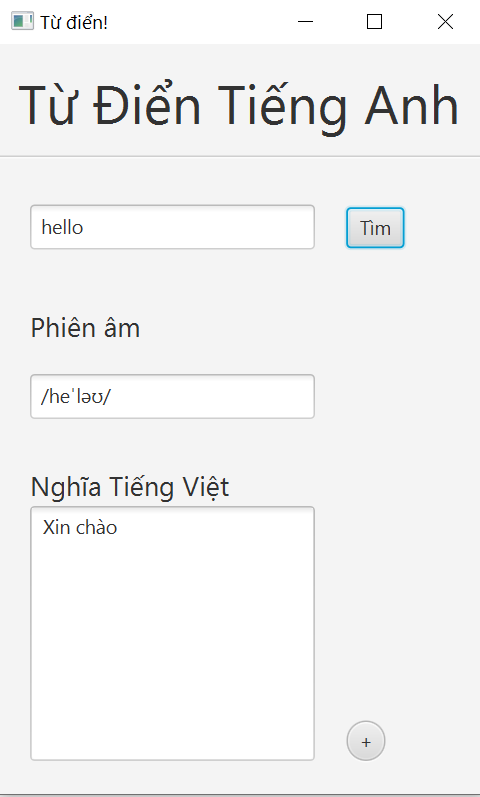 Từ điển!
Từ Điển Tiếng Anh
hello
Tìm
Phiên âm
/heˈləʊ/
Nghĩa Tiếng Việt
Xin chào
+